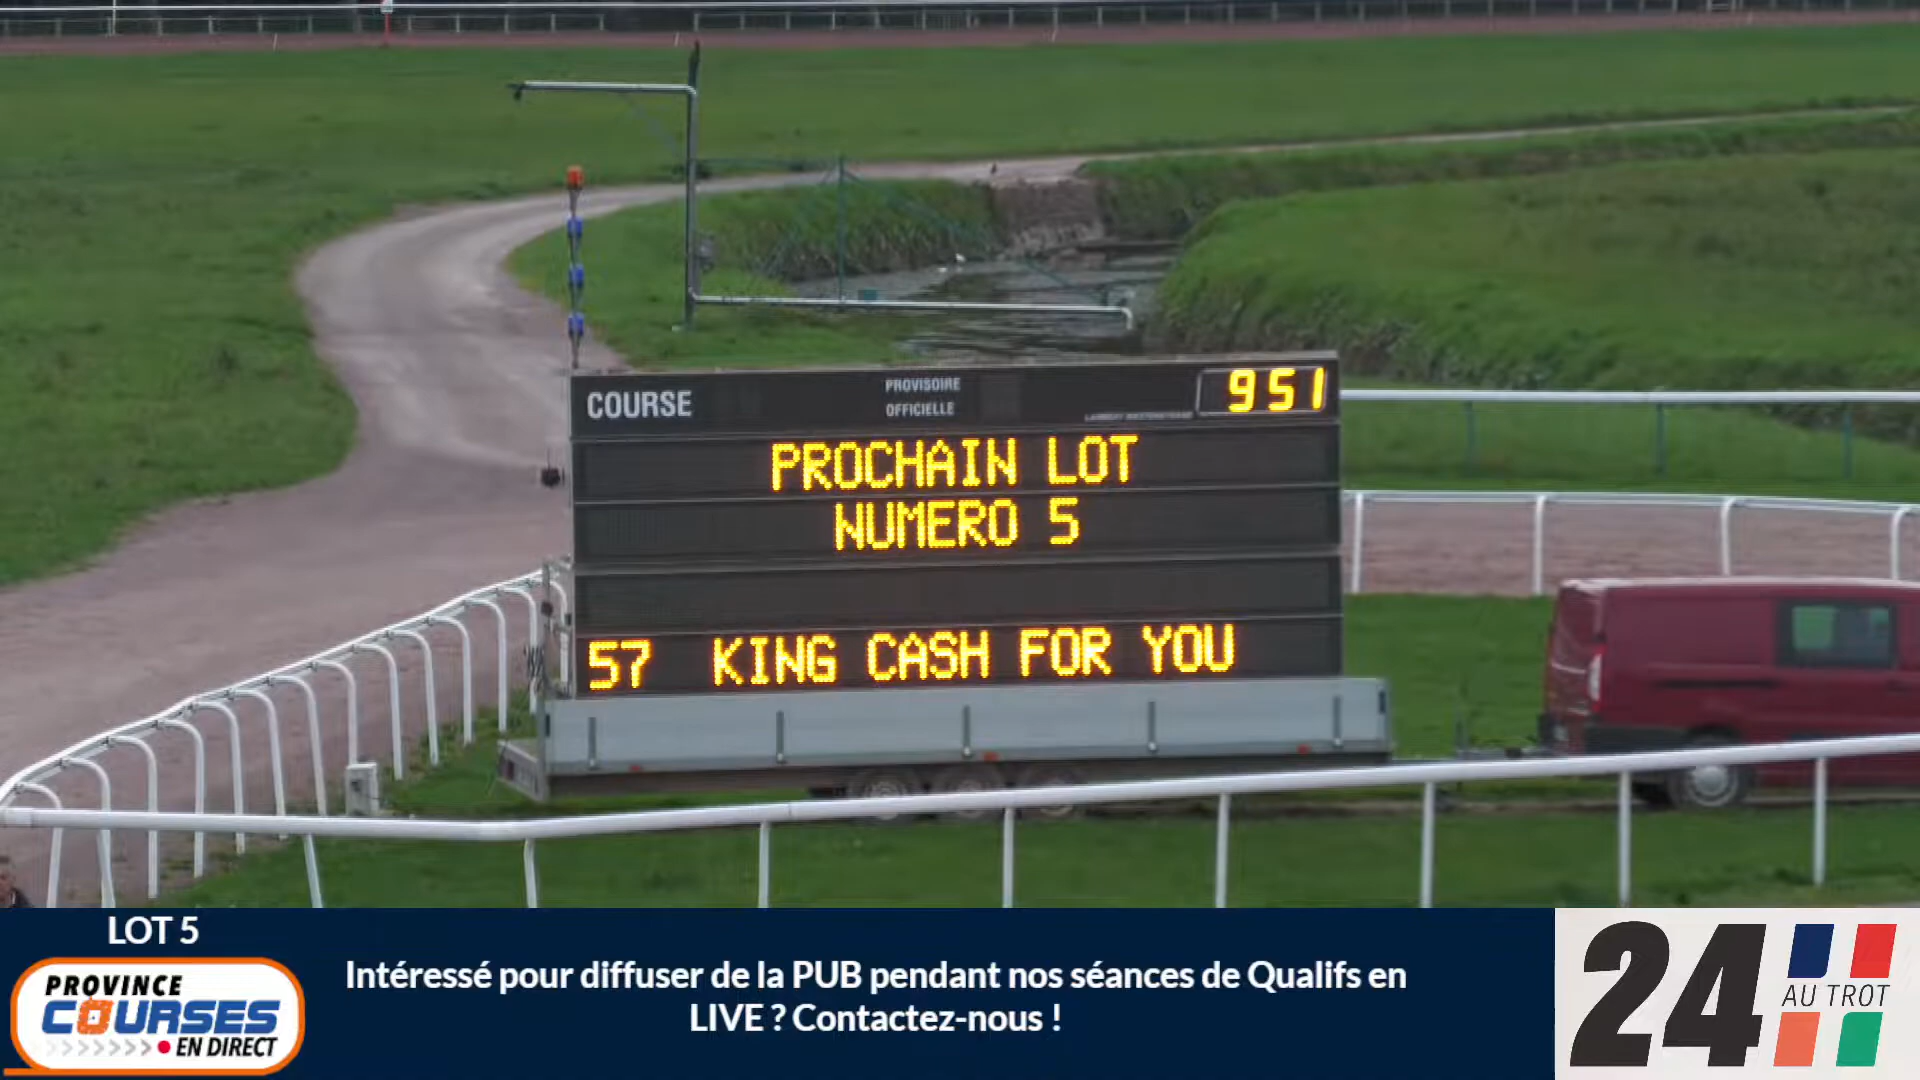 COURSE
PROVISOIRE
OFFICIELLE
951
PROCHAIN LOT
NUMERO 5
57 KING CASH FOR YOU
LOT 5
PROVINCE
COURSES
EN DIRECT
Intéressé pour diffuser de la PUB pendant nos séances de Qualifs en
LIVE ? Contactez-nous !
24
AU TROT